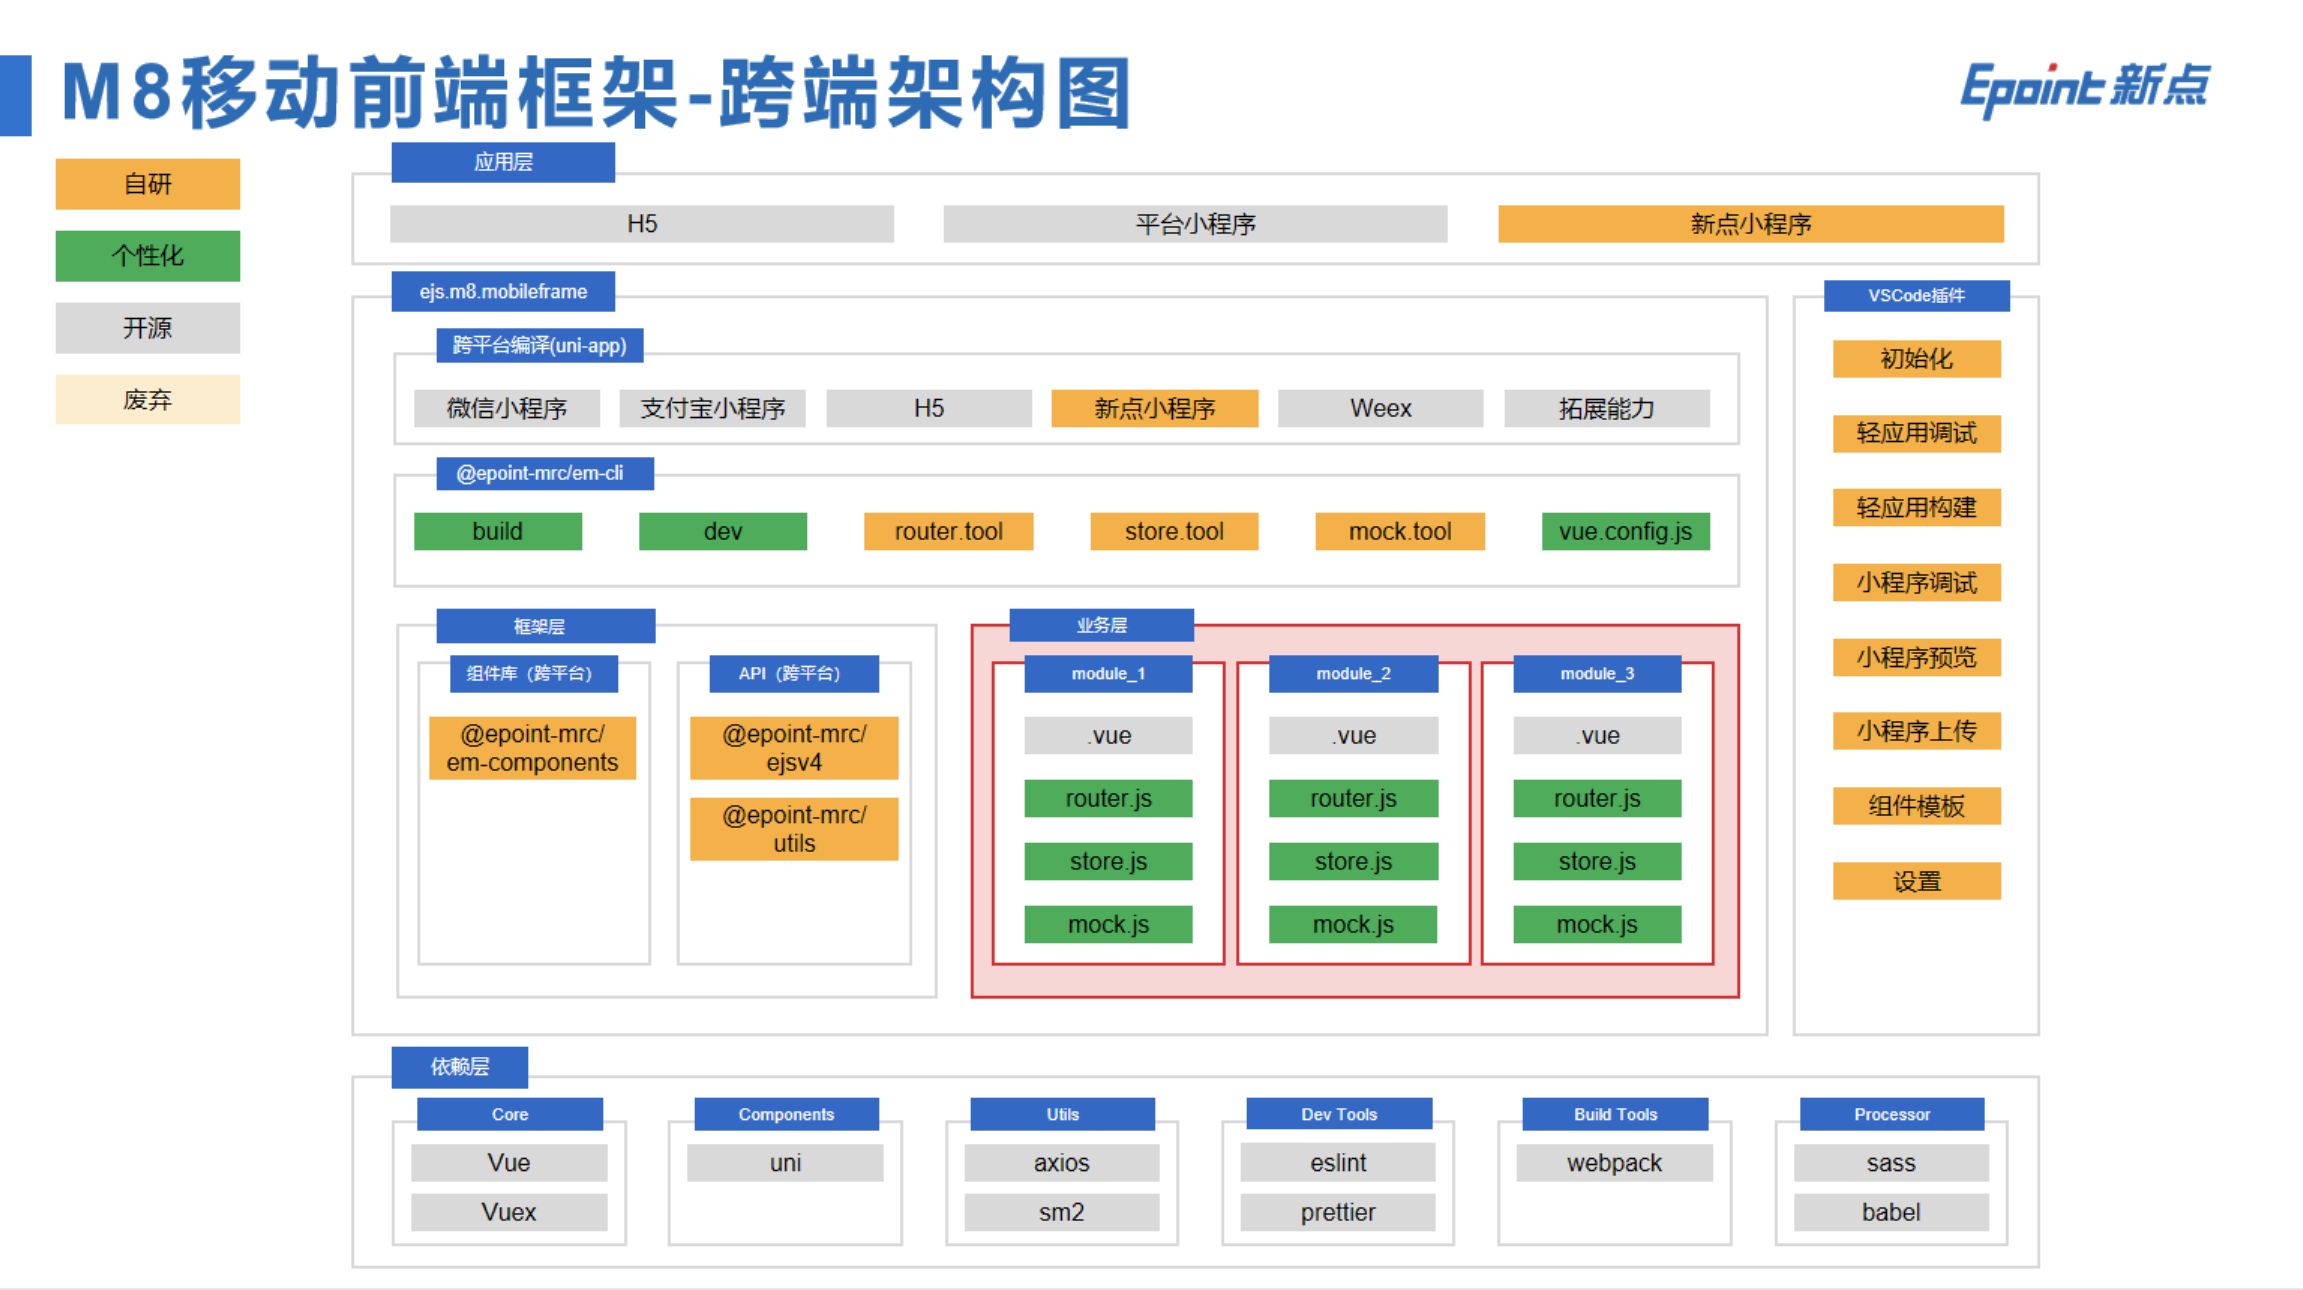 M8移动前端框架-跨端架构图
Epoint 新点
自研
个性化
开源
废弃
应用层
H5
平台小程序
新点小程序
ejs.m8.mobileframe
跨平台编译(uni-app)
微信小程序
支付宝小程序
H5
新点小程序
Weex
拓展能力
@epoint-mrc/em-cli
build
dev
router.tool
store.tool
mock.tool
vue.config.js
框架层
组件库（跨平台）
@epoint-mrc/
em-components
API（跨平台）
@epoint-mrc/
ejsv4
@epoint-mrc/
utils
业务层
module_1
.vue
router.js
store.js
mock.js
module_2
.vue
router.js
store.js
mock.js
module_3
.vue
router.js
store.js
mock.js
VSCode插件
初始化
轻应用调试
轻应用构建
小程序调试
小程序预览
小程序上传
组件模板
设置
依赖层
Core
Vue
Vuex
Components
uni
Utils
axios
sm2
Dev Tools
eslint
prettier
Build Tools
webpack
Processor
sass
babel